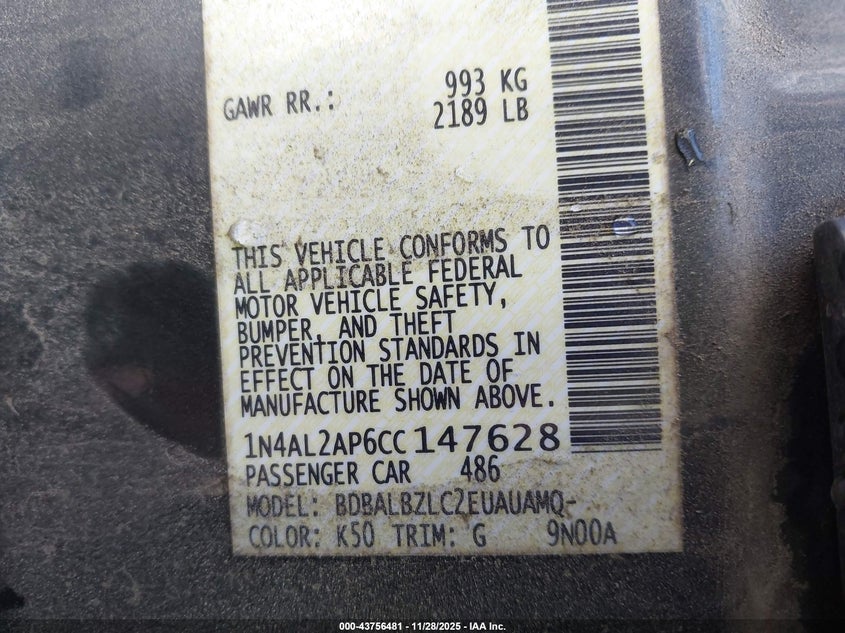 GAWR RR.: 993 KG
2189 LB
THIS VEHICLE CONFORMS TO
ALL APPLICABLE FEDERAL
MOTOR VEHICLE SAFETY,
BUMPER, AND THEFT
PREVENTION STANDARDS IN
EFFECT ON THE DATE OF
MANUFACTURE SHOWN ABOVE.
1N4AL2AP6CC147628
PASSENGER CAR 486
MODEL: BDBALBZLC2EUAUAMQ-
COLOR: K50 TRIM: G 9N00A
000-43756481 - 11/28/2025 - IAA Inc.